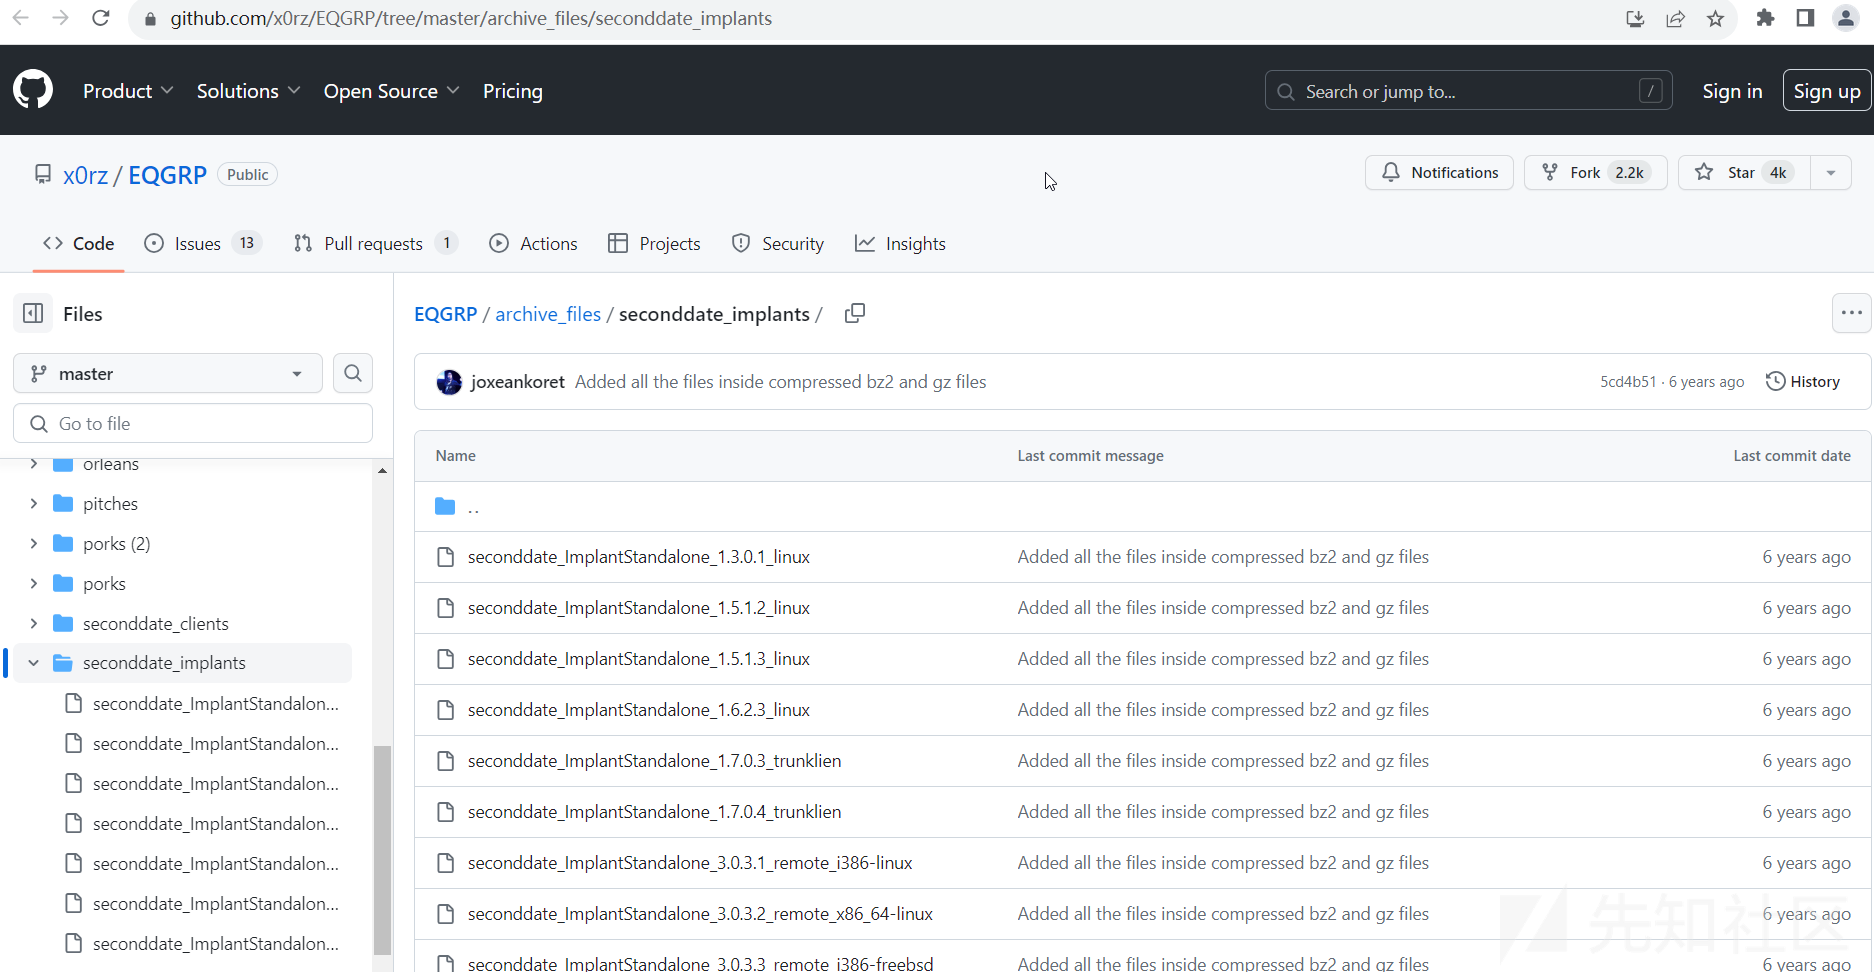 github.com/x0rz/EQGRP/tree/master/archive_files/seconddate_implants
Product Solutions Open Source Pricing Search or jump to... / Sign in Sign up
x0rz / EQGRP Public Notifications Fork 2.2k Star 4k
Code Issues 13 Pull requests 1 Actions Projects Security Insights
Files
master
Go to file
orleans
pitches
porks (2)
porks
seconddate_clients
seconddate_implants
seconddate_ImplantStandalon...
seconddate_ImplantStandalon...
seconddate_ImplantStandalon...
seconddate_ImplantStandalon...
seconddate_ImplantStandalon...
seconddate_ImplantStandalon...
seconddate_ImplantStandalon...
EQGRP / archive_files / seconddate_implants /
joxeankoret Added all the files inside compressed bz2 and gz files 5cd4b51 · 6 years ago History
Name Last commit message Last commit date
..
seconddate_ImplantStandalone_1.3.0.1_linux Added all the files inside compressed bz2 and gz files 6 years ago
seconddate_ImplantStandalone_1.5.1.2_linux Added all the files inside compressed bz2 and gz files 6 years ago
seconddate_ImplantStandalone_1.5.1.3_linux Added all the files inside compressed bz2 and gz files 6 years ago
seconddate_ImplantStandalone_1.6.2.3_linux Added all the files inside compressed bz2 and gz files 6 years ago
seconddate_ImplantStandalone_1.7.0.3_trunklien Added all the files inside compressed bz2 and gz files 6 years ago
seconddate_ImplantStandalone_1.7.0.4_trunklien Added all the files inside compressed bz2 and gz files 6 years ago
seconddate_ImplantStandalone_3.0.3.1_remote_i386-linux Added all the files inside compressed bz2 and gz files 6 years ago
seconddate_ImplantStandalone_3.0.3.2_remote_x86_64-linux Added all the files inside compressed bz2 and gz files 6 years ago
seconddate_ImplantStandalone_3.0.3.3_remote_i386-freebsd Added all the files inside compressed bz2 and gz files 6 years ago
先知社区